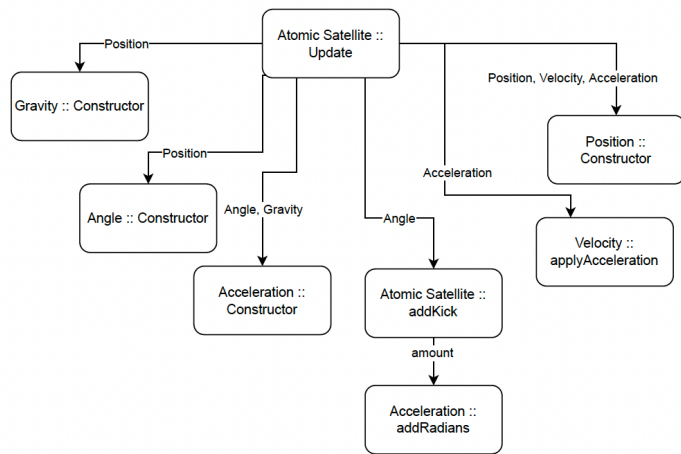 Atomic Satellite ::
Update
Position
Position, Velocity, Acceleration
Gravity :: Constructor
Position ::
Constructor
Position
Acceleration
Angle :: Constructor
Angle, Gravity
Angle
Velocity ::
applyAcceleration
Acceleration ::
Constructor
Atomic Satellite ::
addKick
amount
Acceleration ::
addRadians